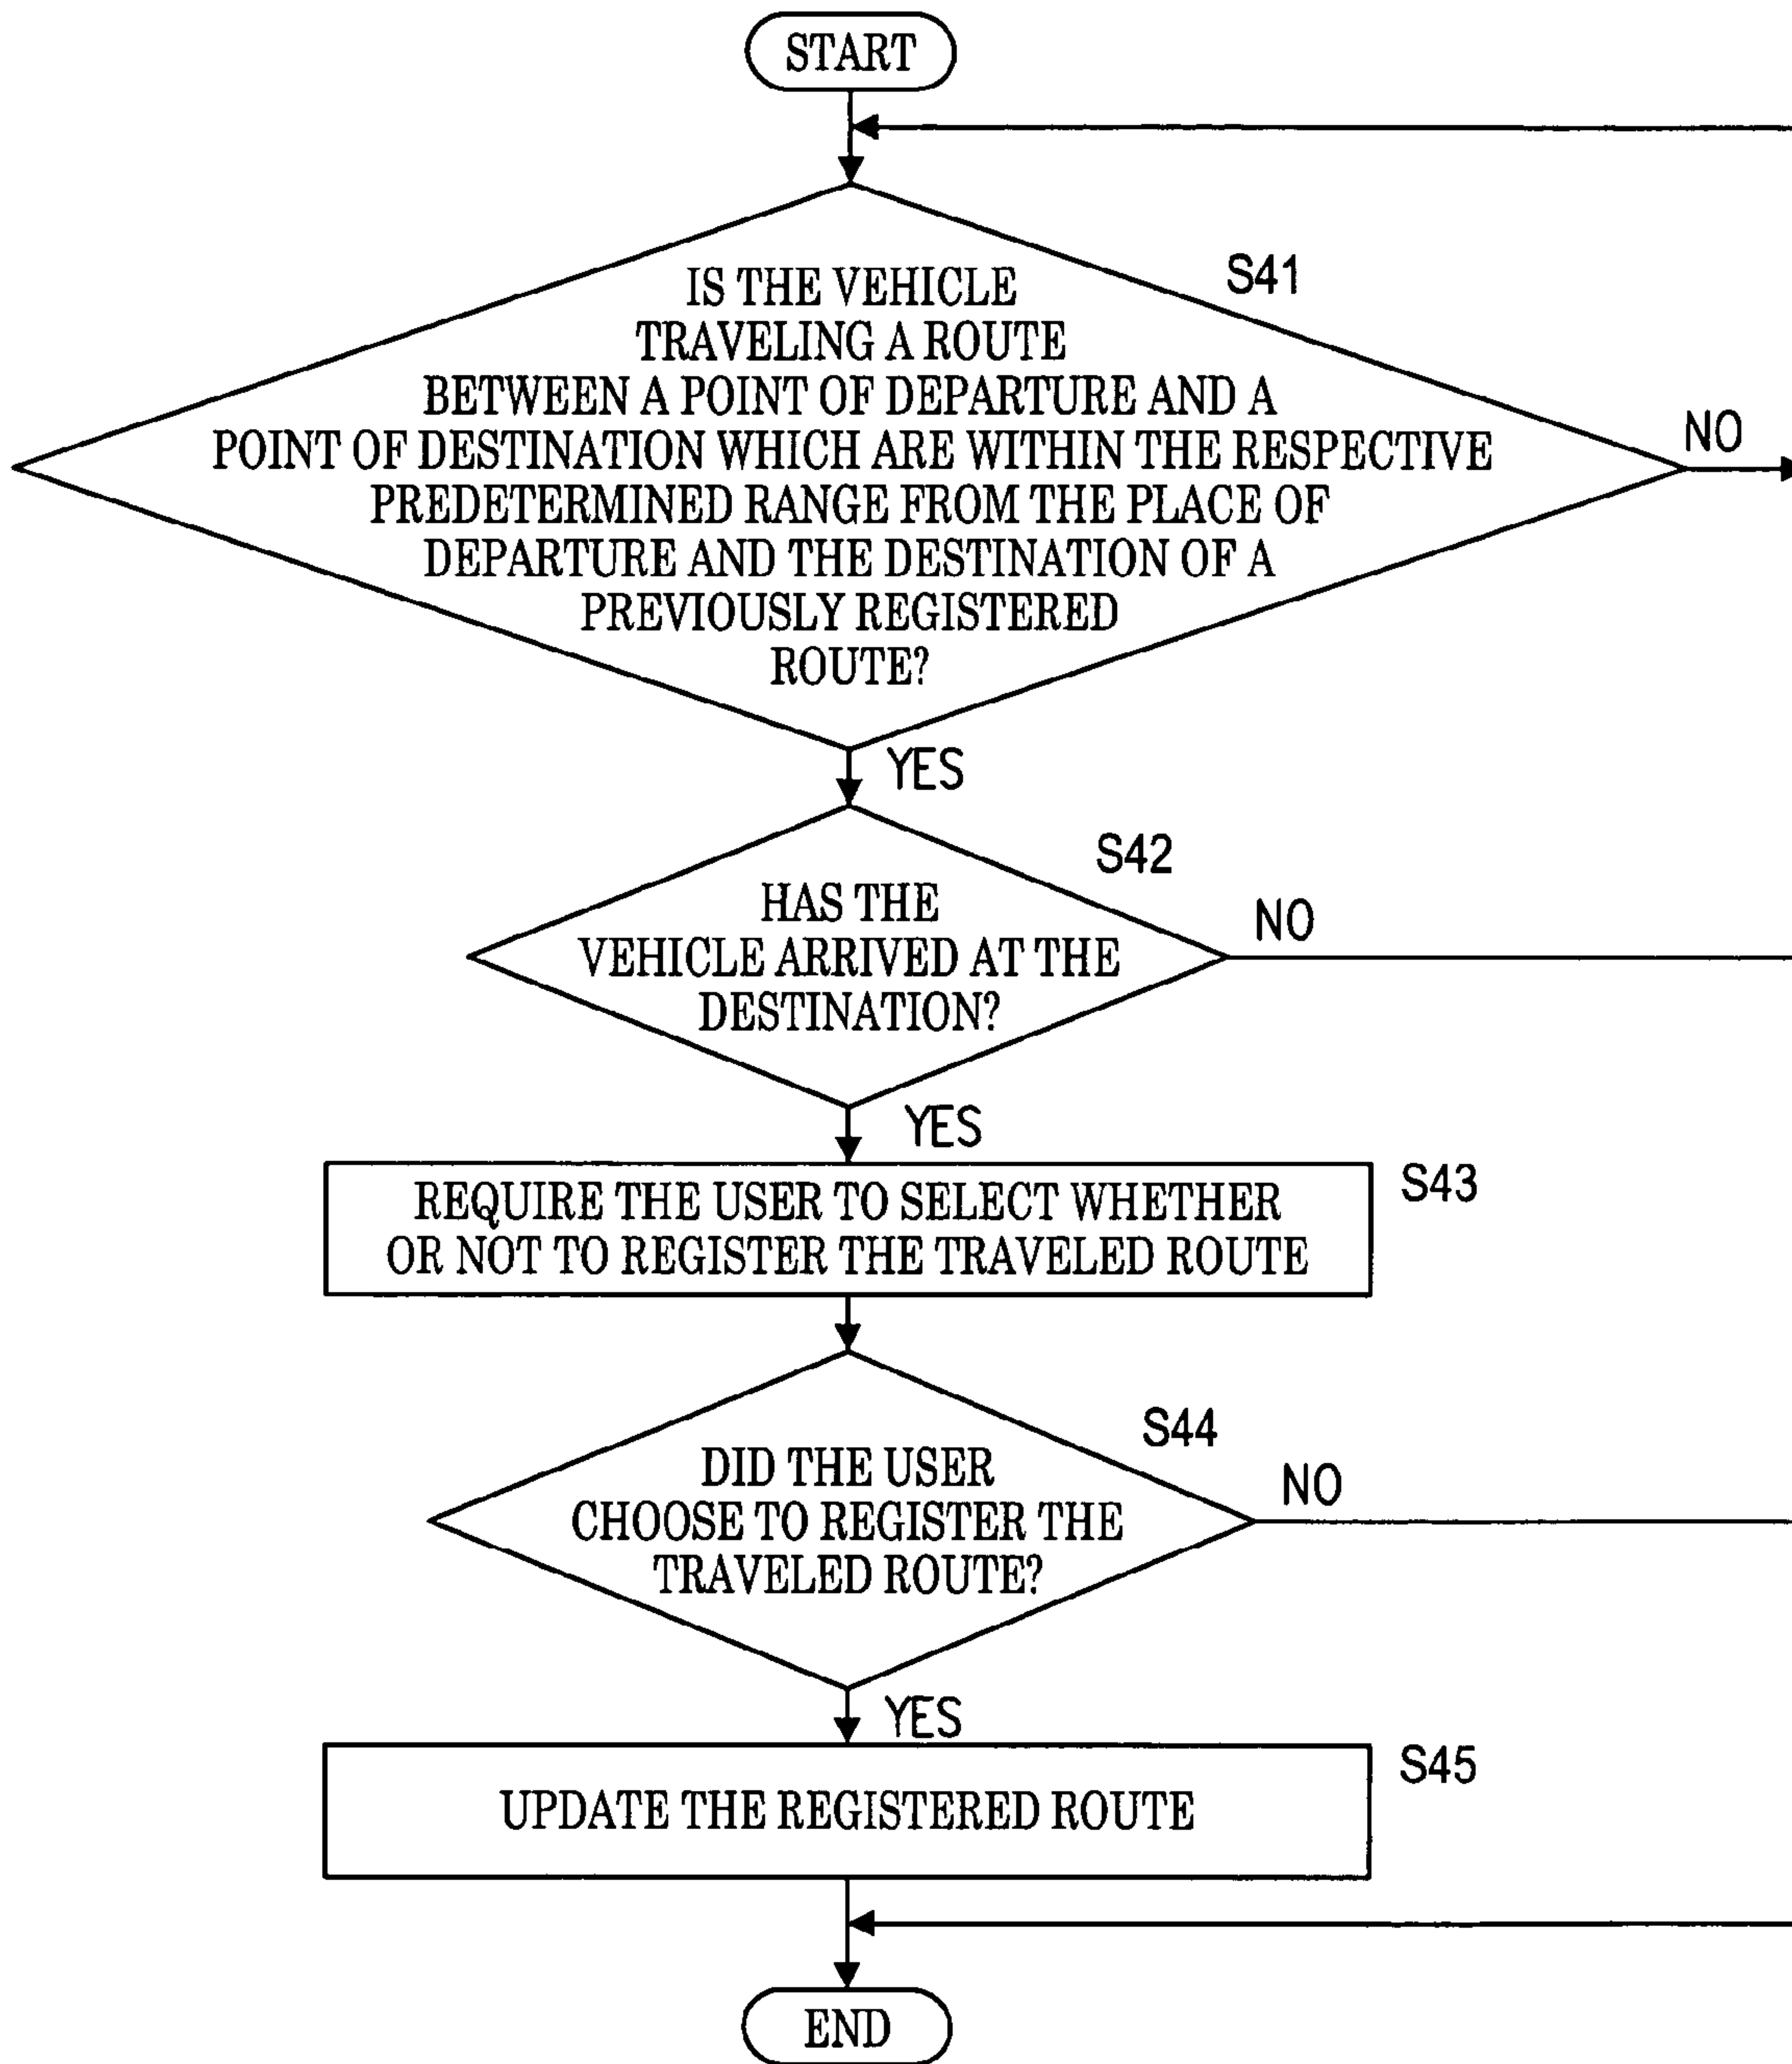 START
S41
IS THE VEHICLE
TRAVELING A ROUTE
BETWEEN A POINT OF DEPARTURE AND A
POINT OF DESTINATION WHICH ARE WITHIN THE RESPECTIVE
PREDETERMINED RANGE FROM THE PLACE OF
DEPARTURE AND THE DESTINATION OF A
PREVIOUSLY REGISTERED
ROUTE?
NO
YES
S42
HAS THE
VEHICLE ARRIVED AT THE
DESTINATION?
NO
YES
S43
REQUIRE THE USER TO SELECT WHETHER
OR NOT TO REGISTER THE TRAVELED ROUTE
S44
DID THE USER
CHOOSE TO REGISTER THE
TRAVELED ROUTE?
NO
YES
S45
UPDATE THE REGISTERED ROUTE
END